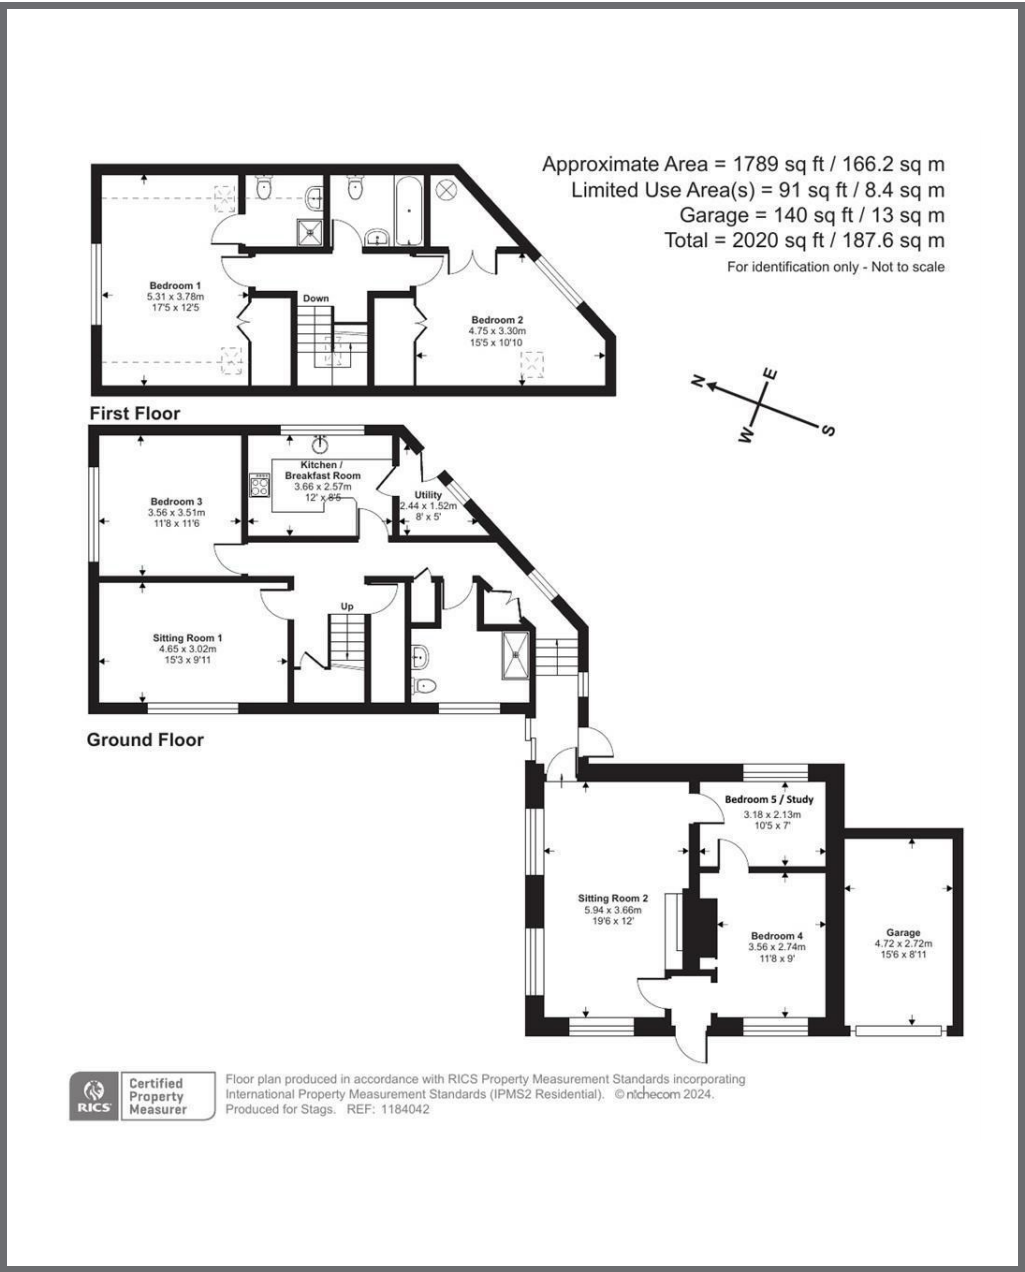 Approximate Area = 1789 sq ft / 166.2 sq m
Limited Use Area(s) = 91 sq ft / 8.4 sq m
Garage = 140 sq ft / 13 sq m
Total = 2020 sq ft / 187.6 sq m
For identification only - Not to scale
Bedroom 1
5.31 x 3.78m
17'5 x 12'5
Down
Bedroom 2
4.75 x 3.30m
15'5 x 10'10
N
E
W
S
First Floor
Kitchen /
Breakfast Room
3.66 x 2.57m
12' x 8'5
Utility
2.44 x 1.52m
8' x 5'
Bedroom 3
3.56 x 3.51m
11'8 x 11'6
Up
Sitting Room 1
4.65 x 3.02m
15'3 x 9'11
Ground Floor
Bedroom 5 / Study
3.18 x 2.13m
10'5 x 7'
Sitting Room 2
5.94 x 3.66m
19'6 x 12'
Bedroom 4
3.56 x 2.74m
11'8 x 9'
Garage
4.72 x 2.72m
15'6 x 8'11
RICS
Certified
Property
Measurer
Floor plan produced in accordance with RICS Property Measurement Standards incorporating
International Property Measurement Standards (IPMS2 Residential). © nichecom 2024.
Produced for Stags. REF: 1184042